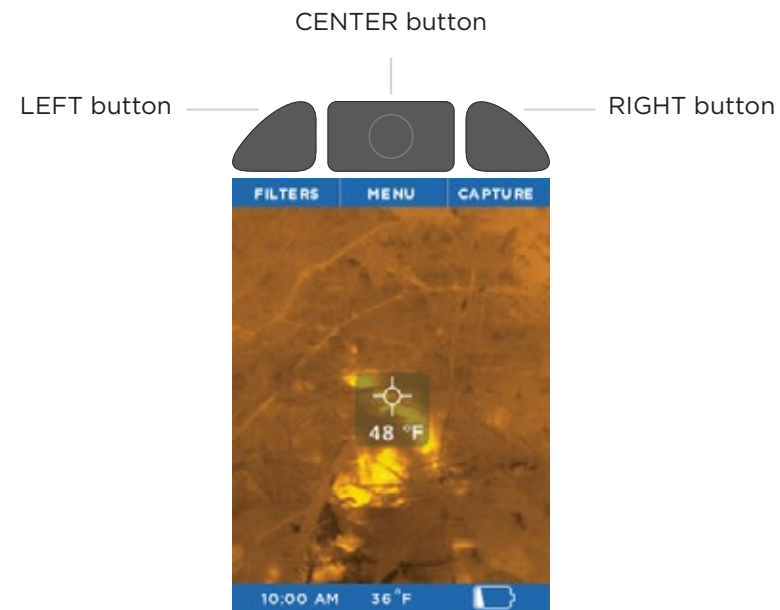 CENTER button
LEFT button
RIGHT button
FILTERS MENU CAPTURE
48 °F
10:00 AM 36°F